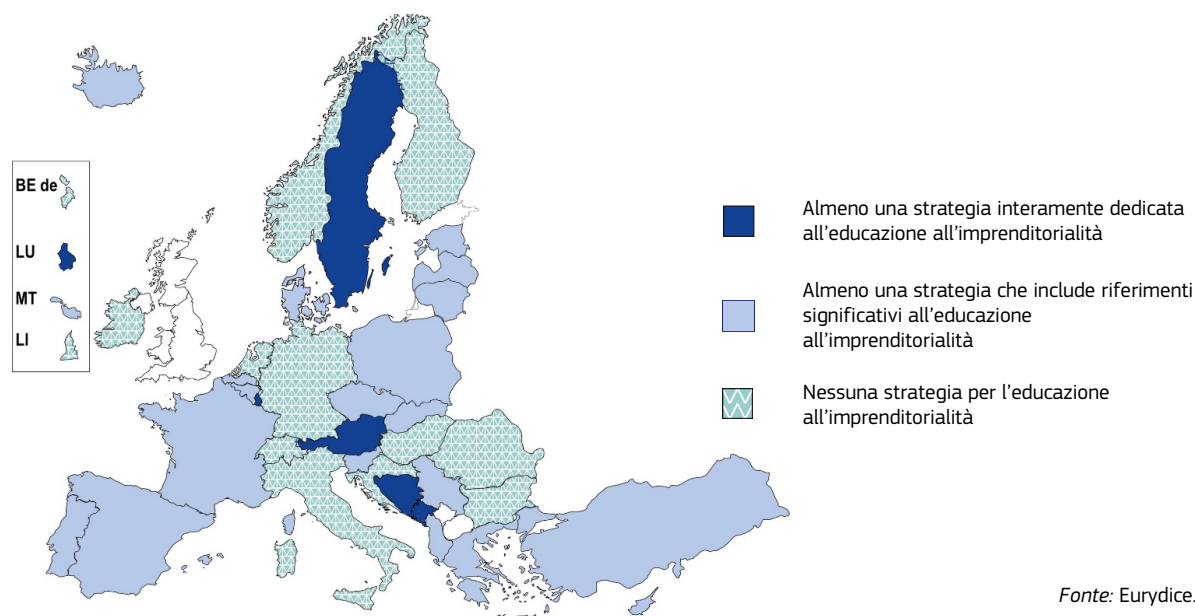 BE de
LU
MT
LI
Almeno una strategia interamente dedicata
all'educazione all'imprenditorialità
Almeno una strategia che include riferimenti
significativi all'educazione
all'imprenditorialità
Nessuna strategia per l'educazione
all'imprenditorialità
Fonte: Eurydice.